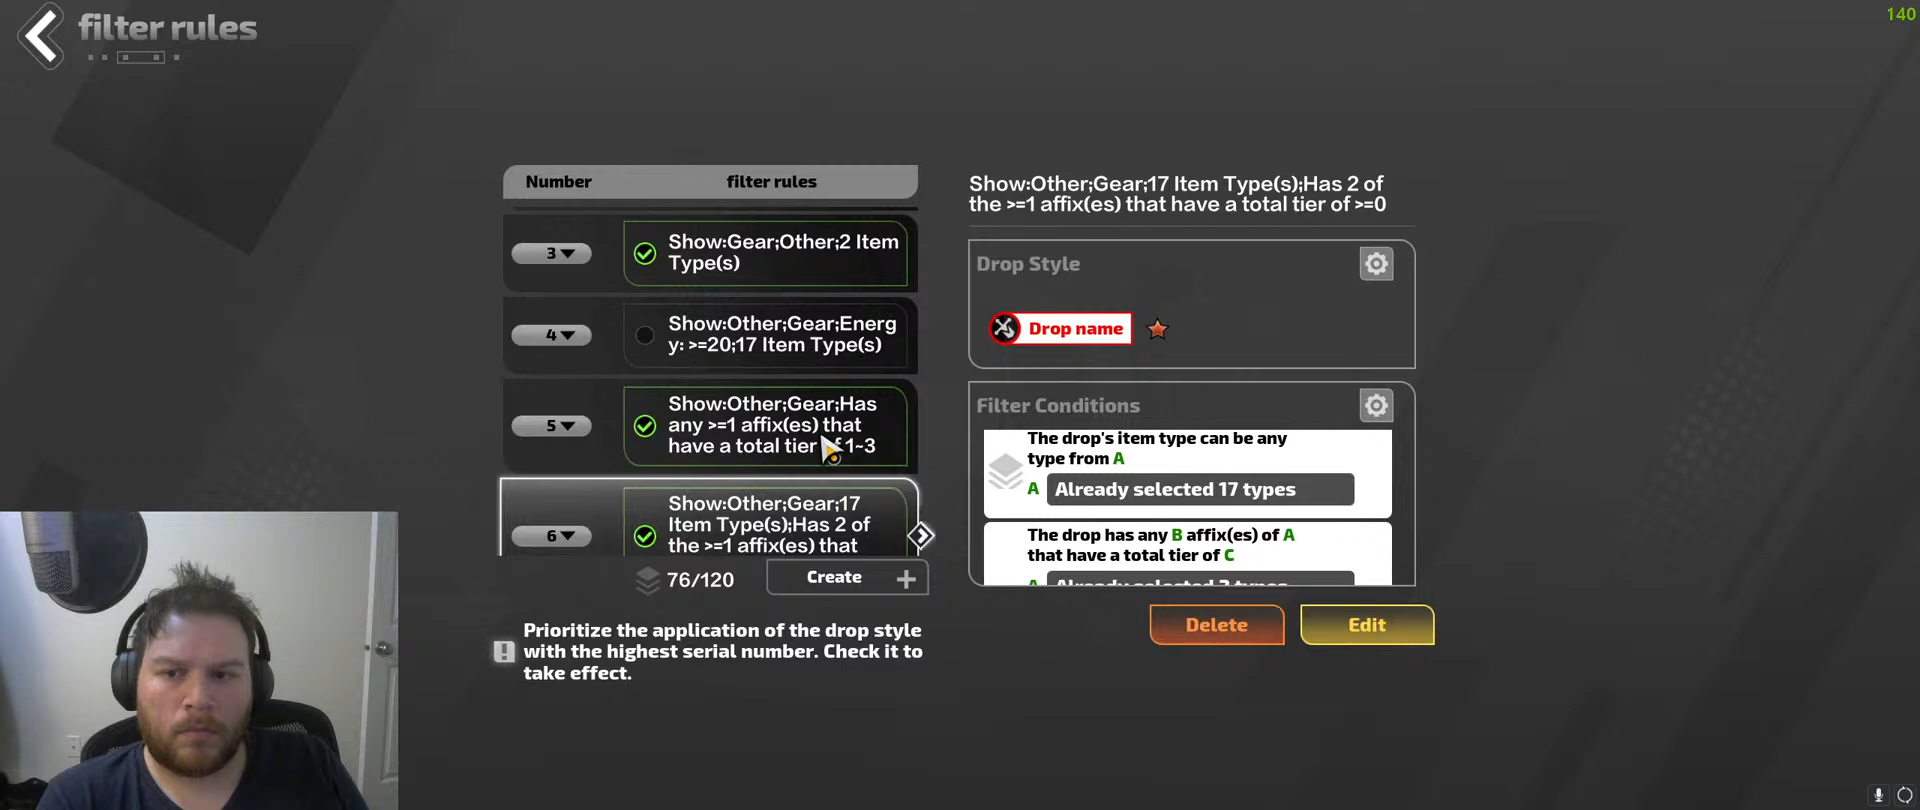 filter rules
140
Number
filter rules
3
Show:Gear;Other;2 Item
Type(s)
4
Show:Other;Gear;Energ
y: >=20;17 Item Type(s)
5
Show:Other;Gear;Has
any >=1 affix(es) that
have a total tier of 1~3
6
Show:Other;Gear;17
Item Type(s);Has 2 of
the >=1 affix(es) that
76/120
Create
Prioritize the application of the drop style
with the highest serial number. Check it to
take effect.
Show:Other;Gear;17 Item Type(s);Has 2 of
the >=1 affix(es) that have a total tier of >=0
Drop Style
Drop name
Filter Conditions
The drop's item type can be any
type from A
A Already selected 17 types
The drop has any B affix(es) of A
that have a total tier of C
A Already selected 2 types
Delete
Edit